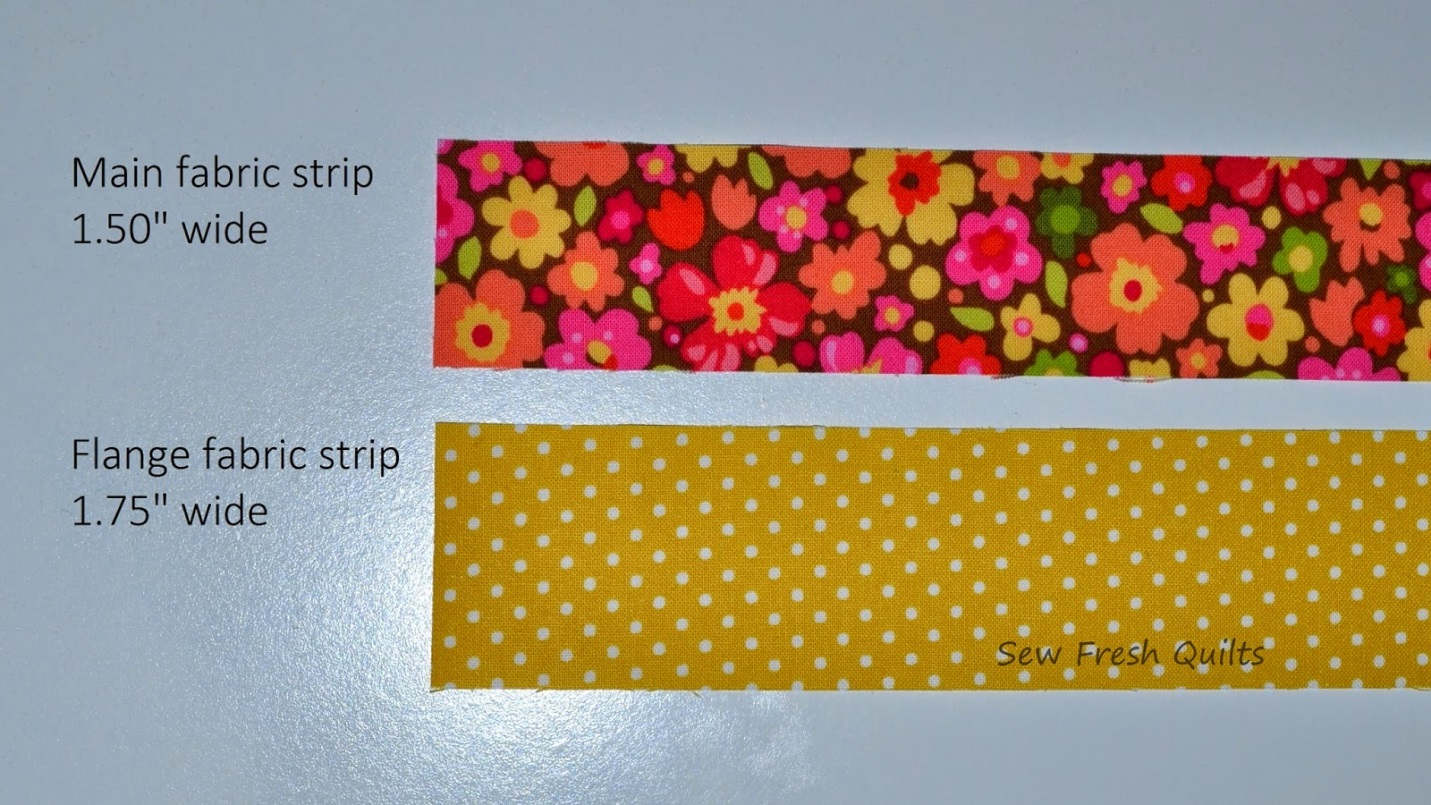 Main fabric strip
1.50" wide
Flange fabric strip
1.75" wide
Sew Fresh Quilts